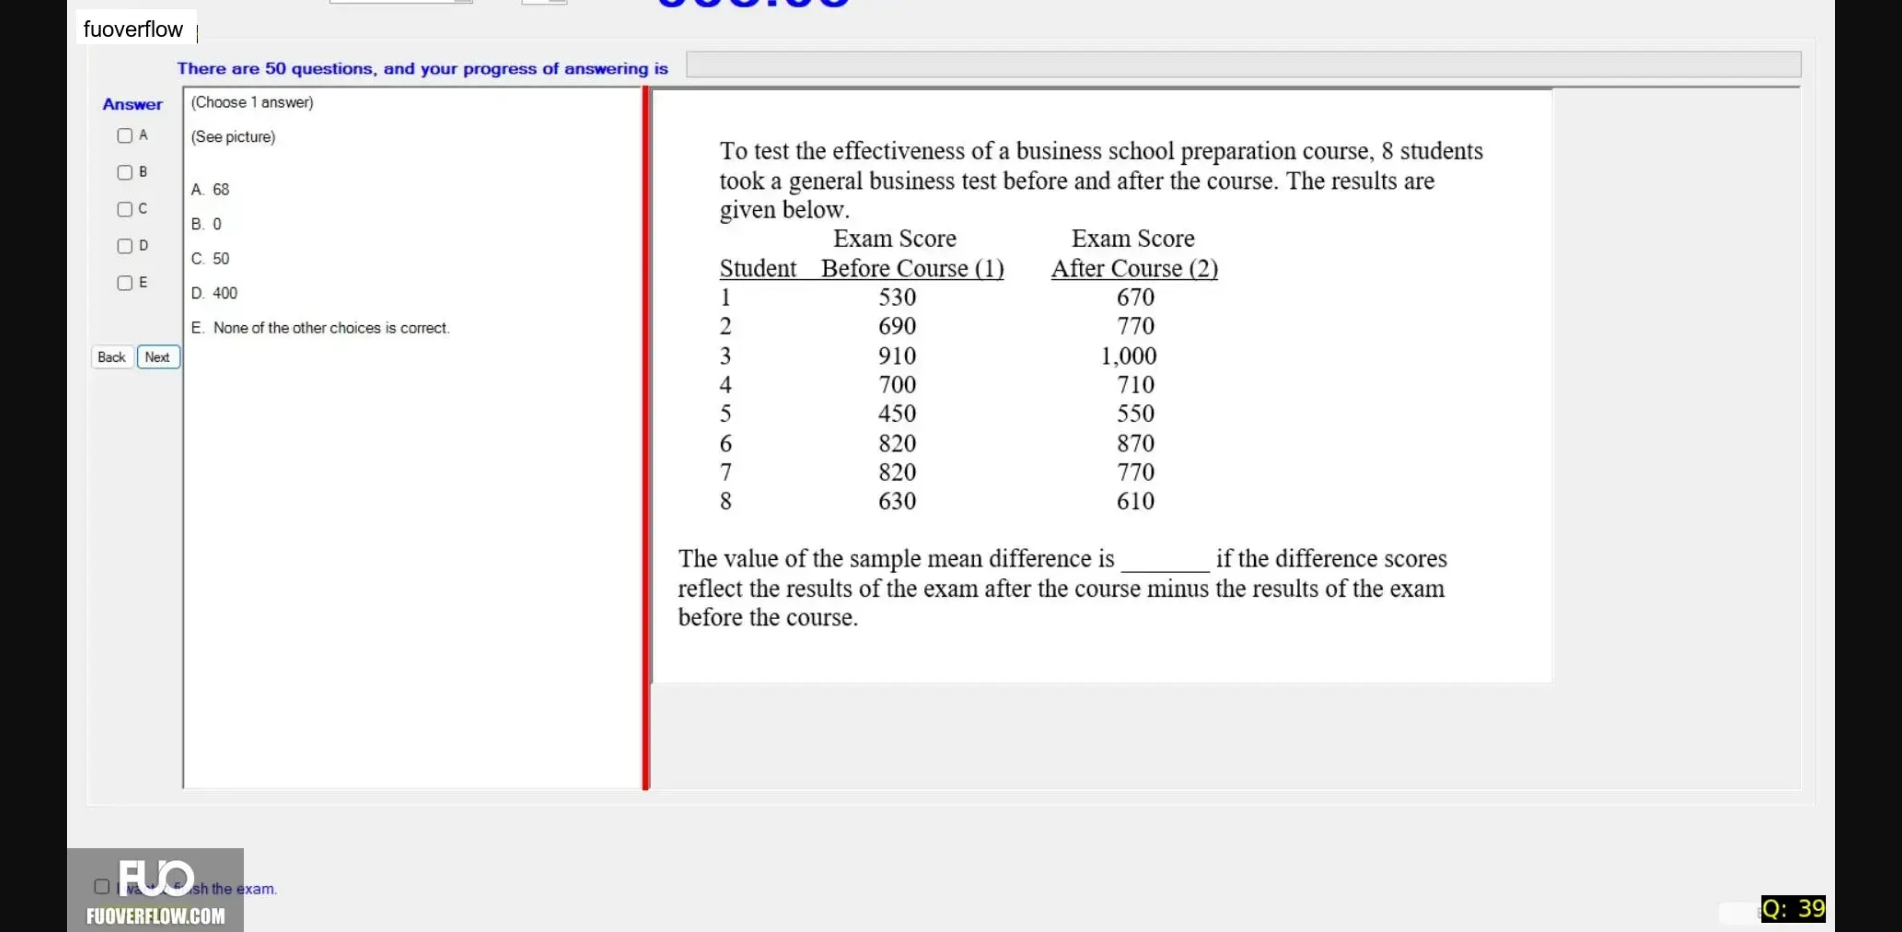 fuoverflow
There are 50 questions, and your progress of answering is
Answer
A
B
C
D
E
Back Next
(Choose 1 answer)
(See picture)
A. 68
B. 0
C. 50
D. 400
E. None of the other choices is correct.
To test the effectiveness of a business school preparation course, 8 students
took a general business test before and after the course. The results are
given below.
Exam Score Exam Score
Student Before Course (1) After Course (2)
1 530 670
2 690 770
3 910 1,000
4 700 710
5 450 550
6 820 870
7 820 770
8 630 610
The value of the sample mean difference is _______ if the difference scores
reflect the results of the exam after the course minus the results of the exam
before the course.
FUO
the exam.
FUOVERFLOW.COM
Q: 39